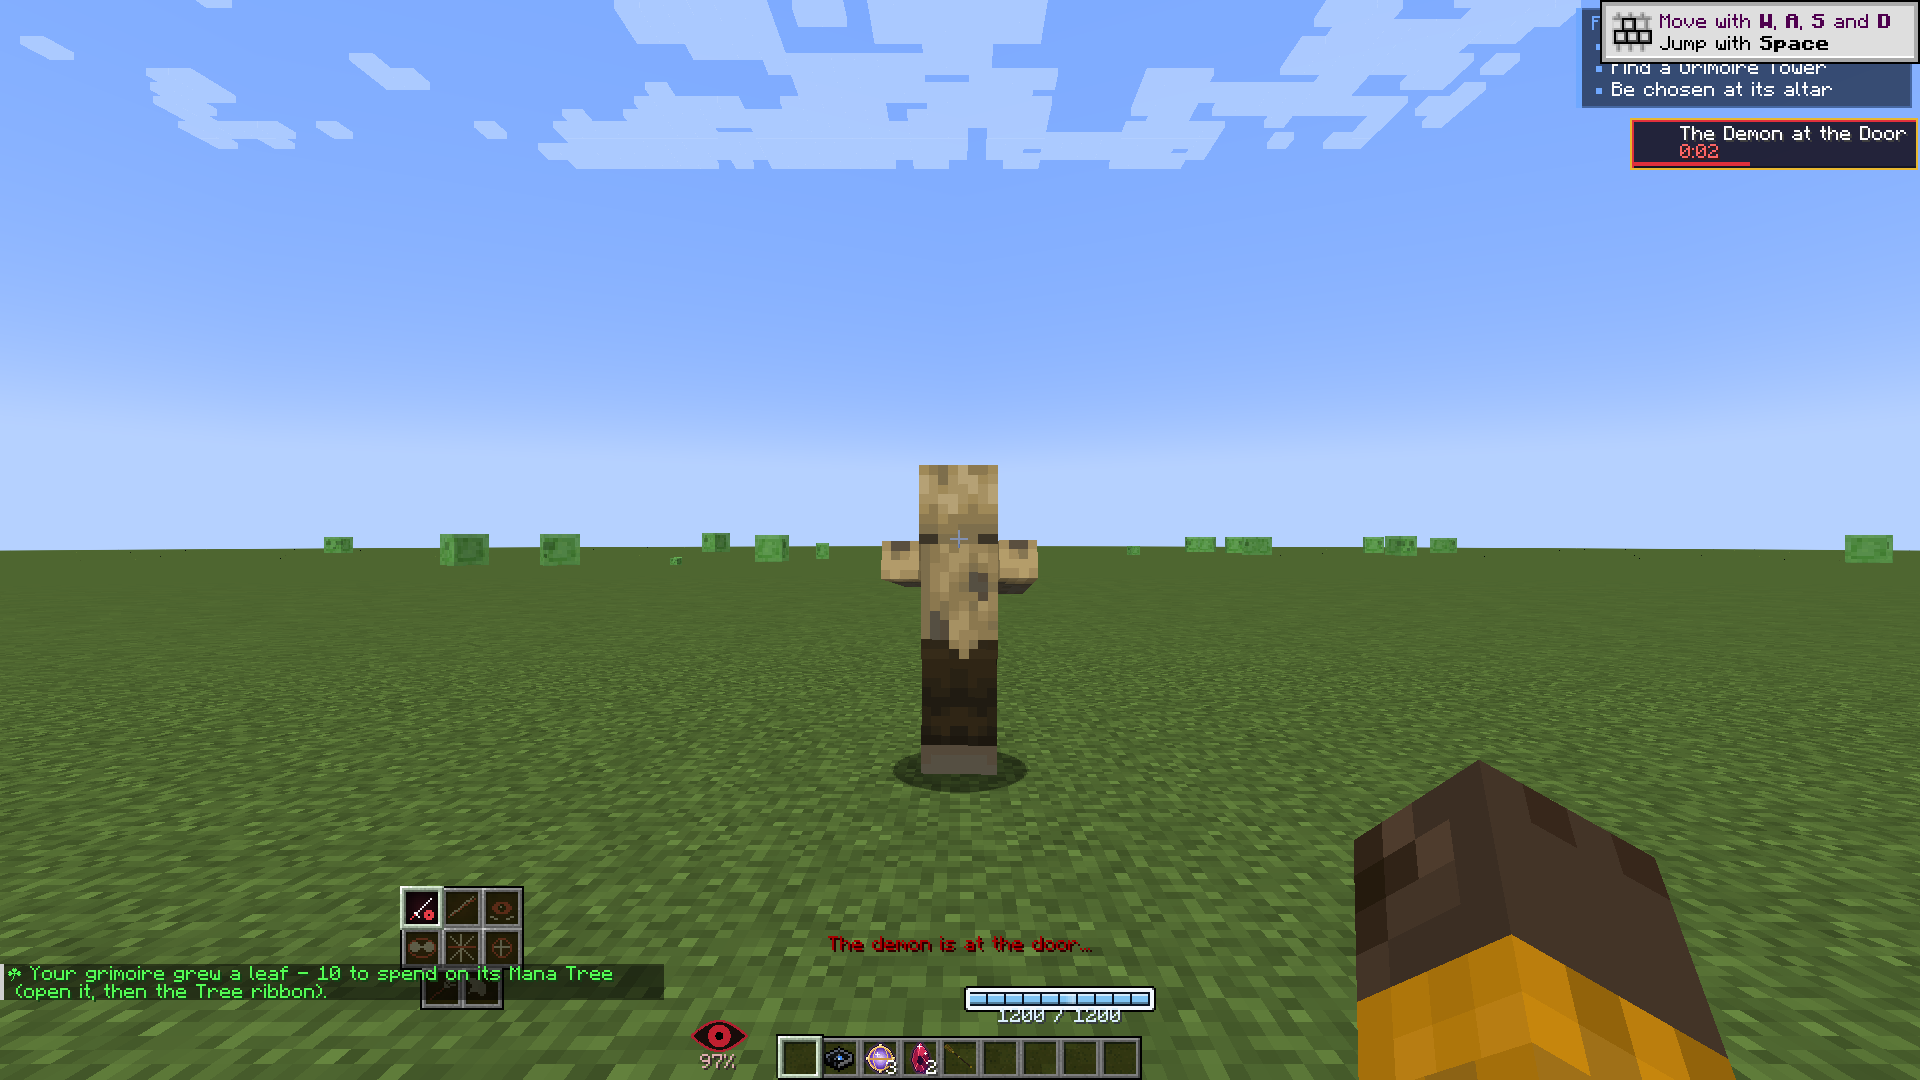 Move with W, A, S and D
Jump with Space
Find a Grimoire Tower
Be chosen at its altar
The Demon at the Door
0:02
The demon is at the door...
☘ Your grimoire grew a leaf - 10 to spend on its Mana Tree
(open it, then the Tree ribbon).
1200 / 1200
97%
3
2